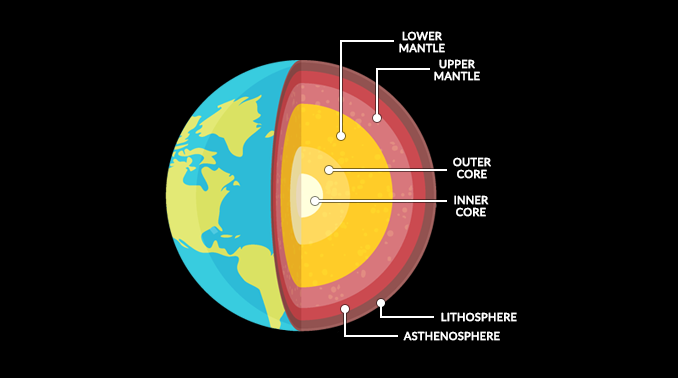 LOWER
MANTLE
UPPER
MANTLE
OUTER
CORE
INNER
CORE
LITHOSPHERE
ASTHENOSPHERE